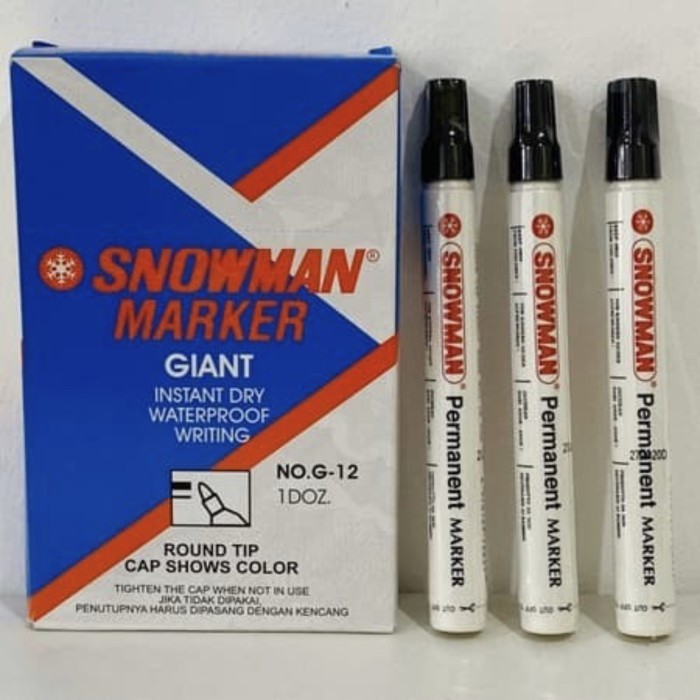 SNOWMAN®
MARKER
GIANT
INSTANT DRY
WATERPROOF
WRITING
NO.G-12
1DOZ.
ROUND TIP
CAP SHOWS COLOR
TIGHTEN THE CAP WHEN NOT IN USE
JIKA TIDAK DIPAKAI,
PENUTUPNYA HARUS DIPASANG DENGAN KENCANG
SNOWMAN® Permanent MARKER
SNOWMAN® Permanent MARKER
SNOWMAN® Permanent MARKER